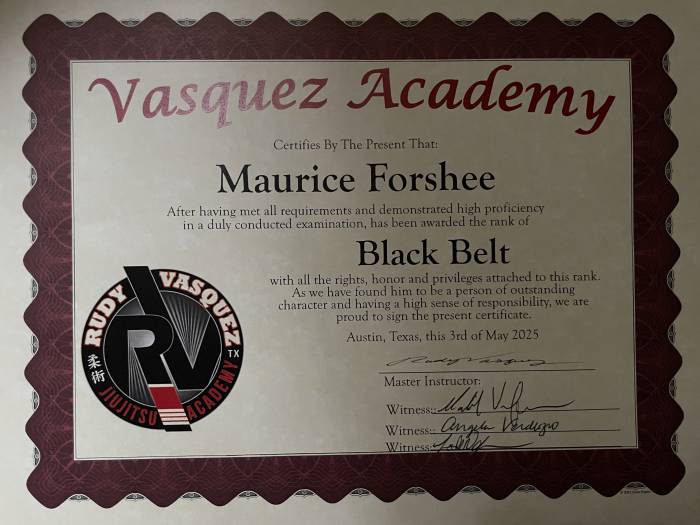 Vasquez Academy
Certifies By The Present That:
Maurice Forshee
After having met all requirements and demonstrated high proficiency
in a duly conducted examination, has been awarded the rank of
Black Belt
with all the rights, honor and privileges attached to this rank.
As we have found him to be a person of outstanding
character and having a high sense of responsibility, we are
proud to sign the present certificate.
Austin, Texas, this 3rd of May 2025
Rudy Vasquez
Master Instructor:
Witness:
Witness: Angela Verduzco
Witness:
RUDY VASQUEZ
RV
TX
柔術
JIUJITSU ACADEMY